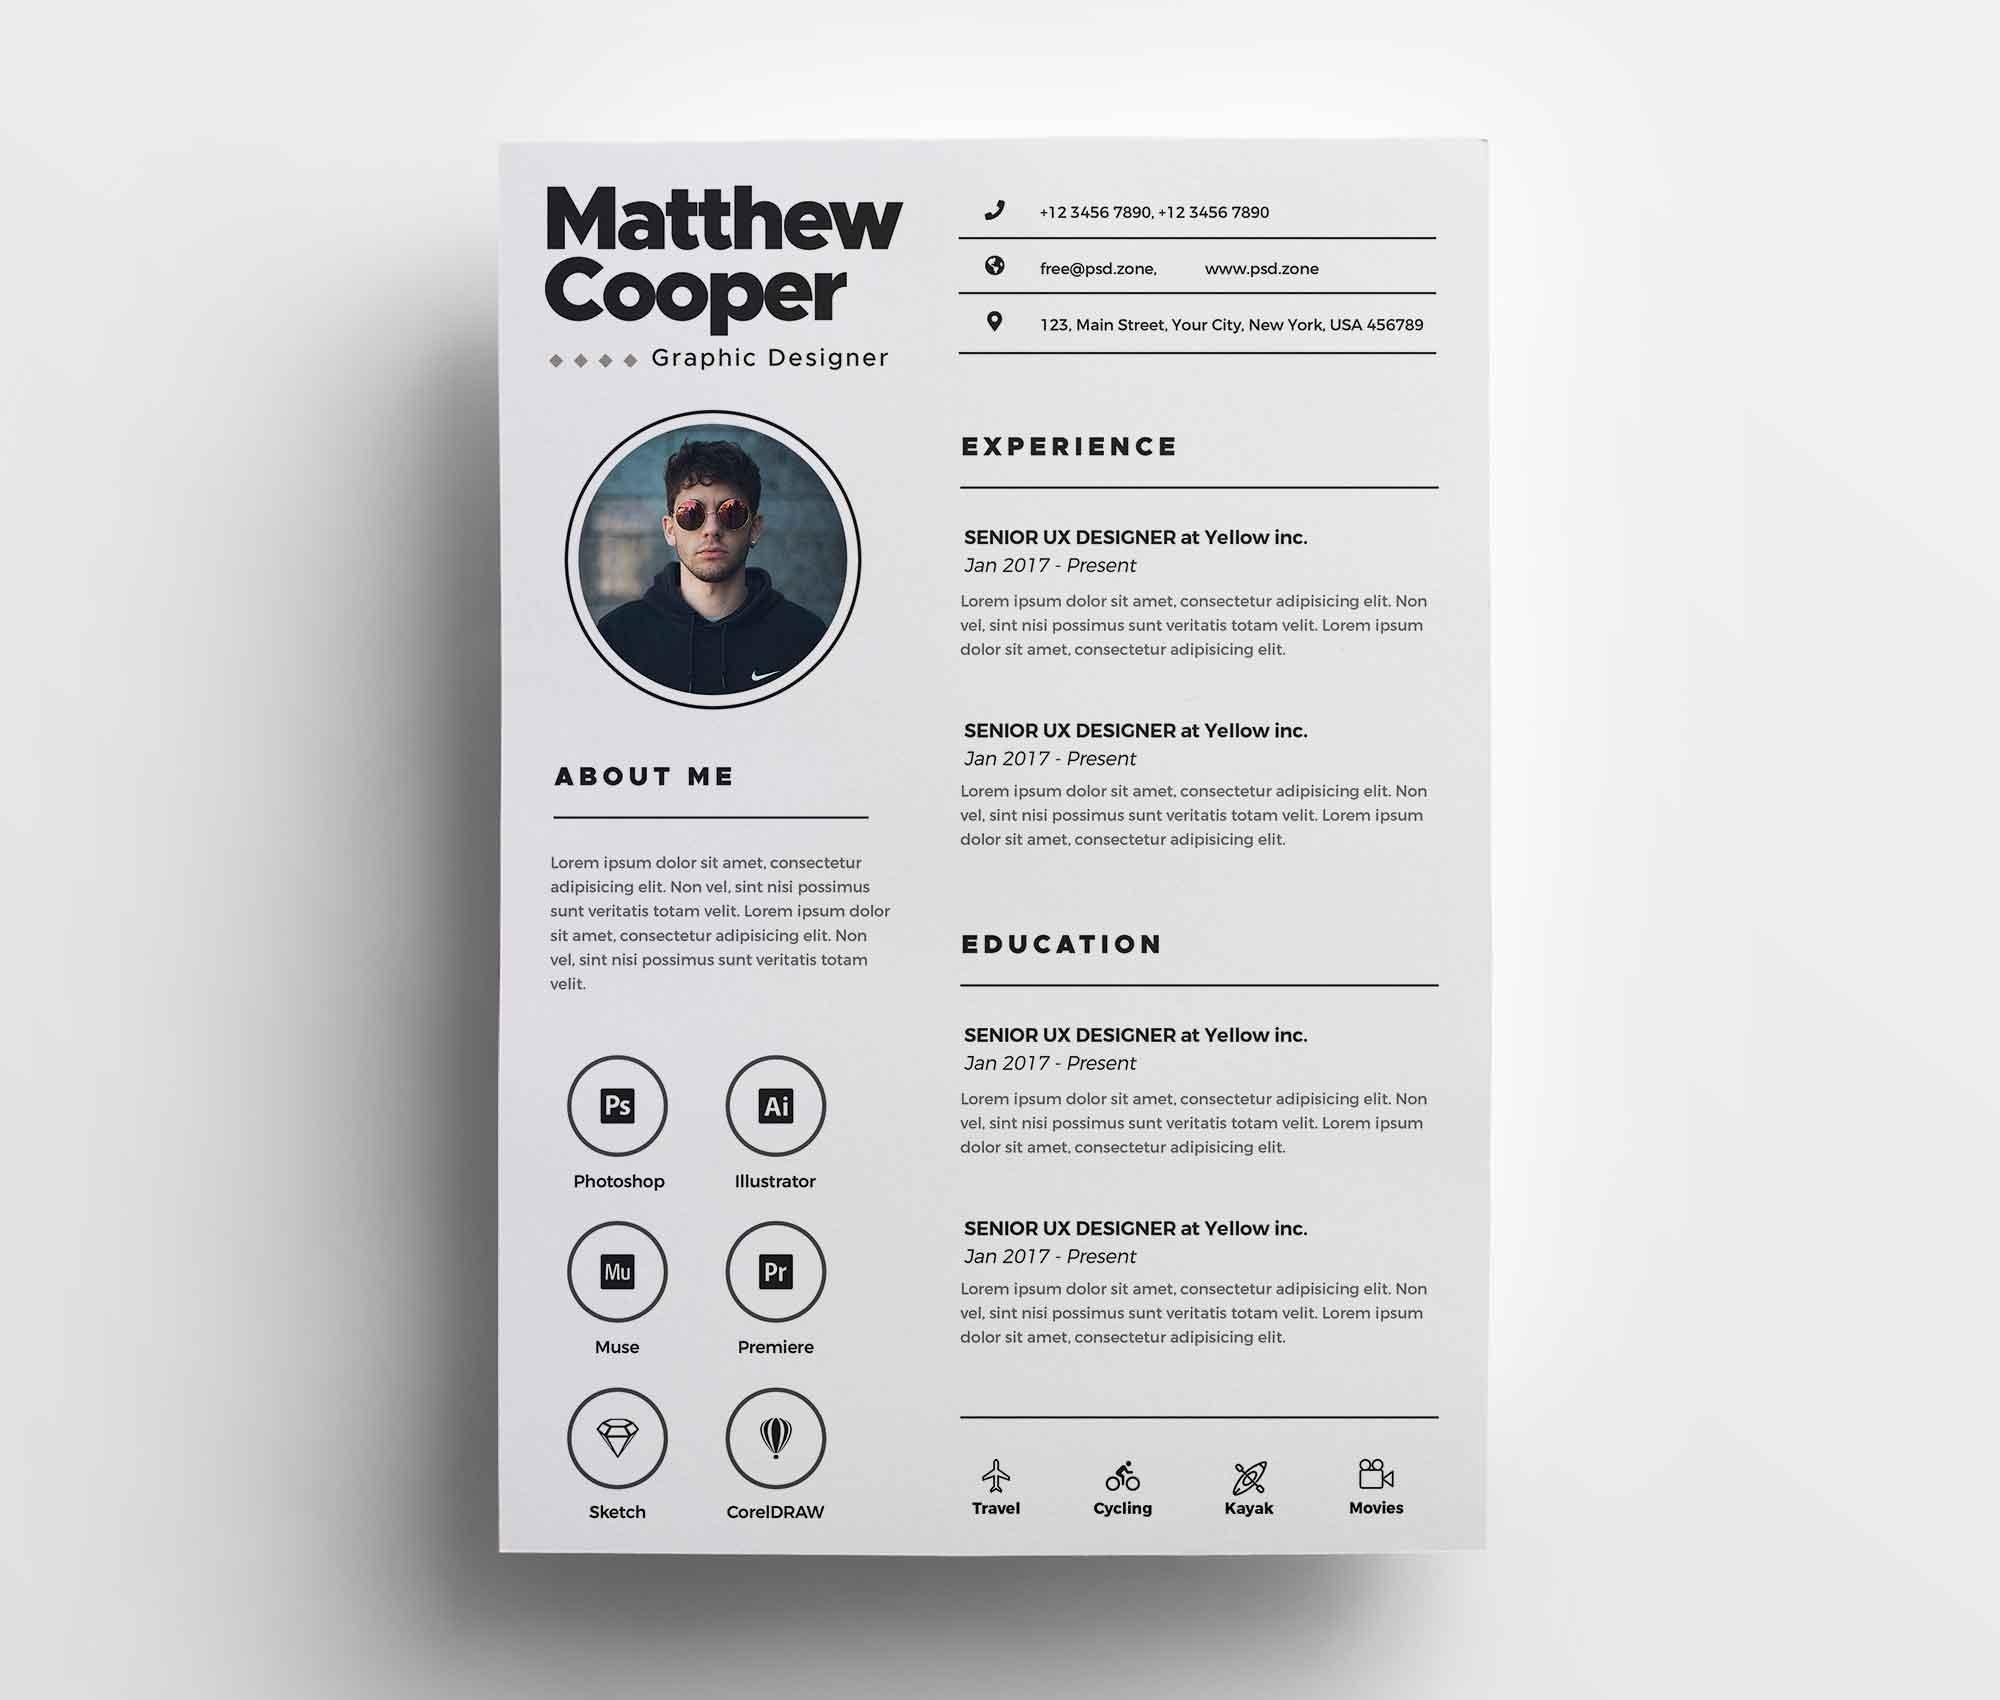 Matthew
Cooper
Graphic Designer
+12 3456 7890, +12 3456 7890
free@psd.zone, www.psd.zone
123, Main Street, Your City, New York, USA 456789
ABOUT ME
Lorem ipsum dolor sit amet, consectetur
adipisicing elit. Non vel, sint nisi possimus
sunt veritatis totam velit. Lorem ipsum dolor
sit amet, consectetur adipisicing elit. Non
vel, sint nisi possimus sunt veritatis totam
velit.
Ps Ai
Photoshop Illustrator
Mu Pr
Muse Premiere
Sketch CorelDRAW
EXPERIENCE
SENIOR UX DESIGNER at Yellow inc.
Jan 2017 - Present
Lorem ipsum dolor sit amet, consectetur adipisicing elit. Non
vel, sint nisi possimus sunt veritatis totam velit. Lorem ipsum
dolor sit amet, consectetur adipisicing elit.
SENIOR UX DESIGNER at Yellow inc.
Jan 2017 - Present
Lorem ipsum dolor sit amet, consectetur adipisicing elit. Non
vel, sint nisi possimus sunt veritatis totam velit. Lorem ipsum
dolor sit amet, consectetur adipisicing elit.
EDUCATION
SENIOR UX DESIGNER at Yellow inc.
Jan 2017 - Present
Lorem ipsum dolor sit amet, consectetur adipisicing elit. Non
vel, sint nisi possimus sunt veritatis totam velit. Lorem ipsum
dolor sit amet, consectetur adipisicing elit.
SENIOR UX DESIGNER at Yellow inc.
Jan 2017 - Present
Lorem ipsum dolor sit amet, consectetur adipisicing elit. Non
vel, sint nisi possimus sunt veritatis totam velit. Lorem ipsum
dolor sit amet, consectetur adipisicing elit.
Travel Cycling Kayak Movies